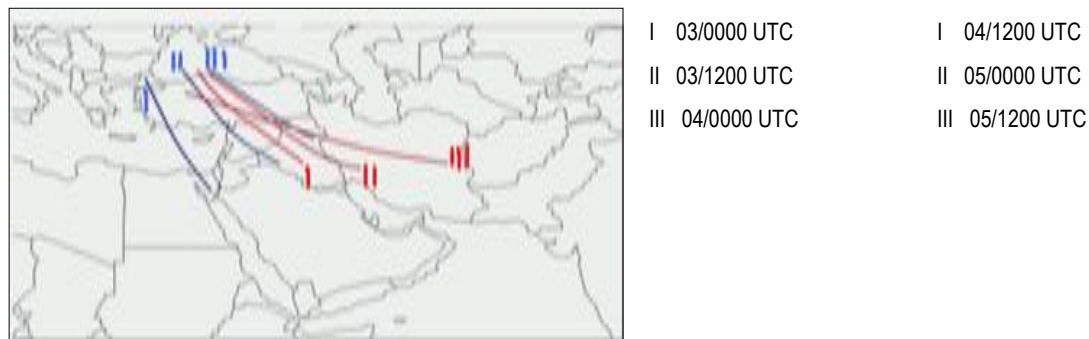 II III I
I
III
I II
I 03/0000 UTC I 04/1200 UTC
II 03/1200 UTC II 05/0000 UTC
III 04/0000 UTC III 05/1200 UTC